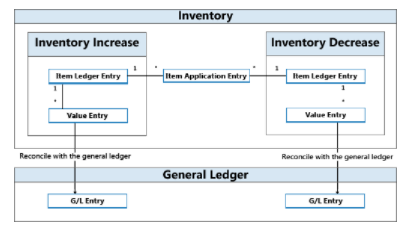 Inventory
Inventory Increase
Inventory Decrease
Item Ledger Entry
1
*
Item Application Entry
*
1
Item Ledger Entry
1
*
1
*
Value Entry
Value Entry
Reconcile with the general ledger
Reconcile with the general ledger
General Ledger
G/L Entry
G/L Entry